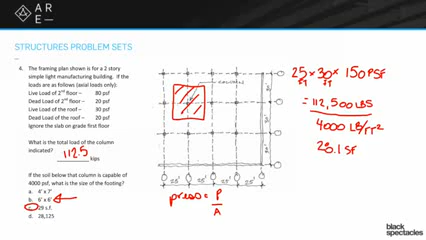 ARE
STRUCTURES PROBLEM SETS
4. The framing plan shown is for a 2 story
simple light manufacturing building. If the
loads are as follows (axial loads only):
Live Load of 2nd floor – 80 psf
Dead Load of 2nd floor – 20 psf
Live Load of the roof – 30 psf
Dead Load of the roof – 20 psf
Ignore the slab on grade first floor
What is the total load of the column
indicated? 112.5 kips
If the soil below that column is capable of
4000 psf, what is the size of the footing?
a. 4' x 7'
b. 6' x 6'
c. 29 s.f.
d. 28,125
25' 25' 25' 25'
press = P
A
25 x 30 x 150 PSF
FT FT
= 112,500 LBS
4000 LB/FT²
28.1 SF
black
spectacles